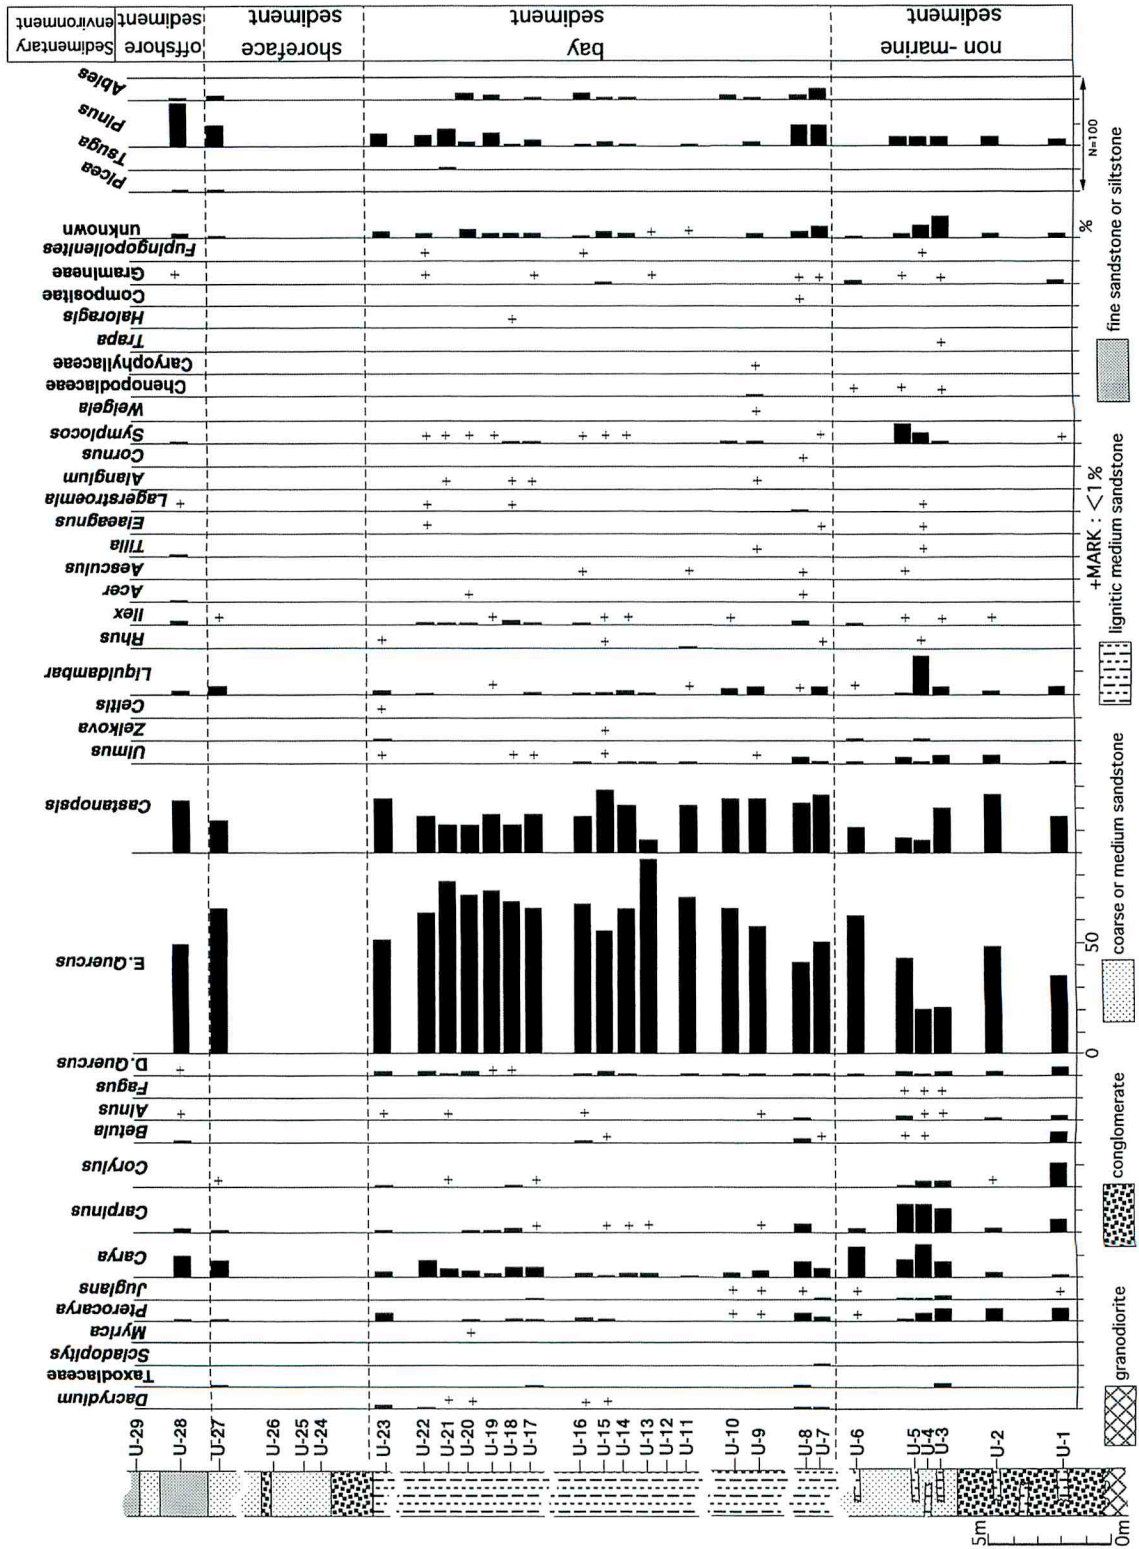 Sedimentary
environment
offshore
sediment
shoreface
sediment
bay
sediment
non-marine
sediment
Abies
Pinus
Tsuga
Picea
unknown
Fupingopollenites
Gramineae
Compositae
Haloragis
Trapa
Caryophyllaceae
Chenopodiaceae
Weigela
Symplocos
Cornus
Alangium
Lagerstroemia
Elaeagnus
Tilia
Aesculus
Acer
Ilex
Rhus
Liquidambar
Celtis
Zelkova
Ulmus
Castanopsis
E.Quercus
D.Quercus
Fagus
Alnus
Betula
Corylus
Carpinus
Carya
Juglans
Pterocarya
Myrica
Sciadopitys
Taxodiaceae
Dacrydium
U-29
U-28
U-27
U-26
U-25
U-24
U-23
U-22
U-21
U-20
U-19
U-18
U-17
U-16
U-15
U-14
U-13
U-12
U-11
U-10
U-9
U-8
U-7
U-6
U-5
U-4
U-3
U-2
U-1
5m
0m
N=100
%
50
0
+MARK : <1%
granodiorite
conglomerate
coarse or medium sandstone
lignitic medium sandstone
fine sandstone or siltstone